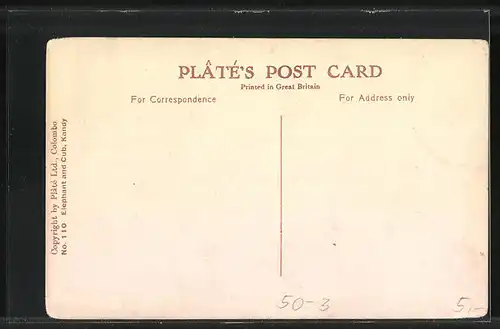 PLÂTÉ'S POST CARD
Printed in Great Britain
For Correspondence
For Address only
Copyright by Plâté Ltd., Colombo
No. 110 Elephant and Cub, Kandy
50-3
5,-